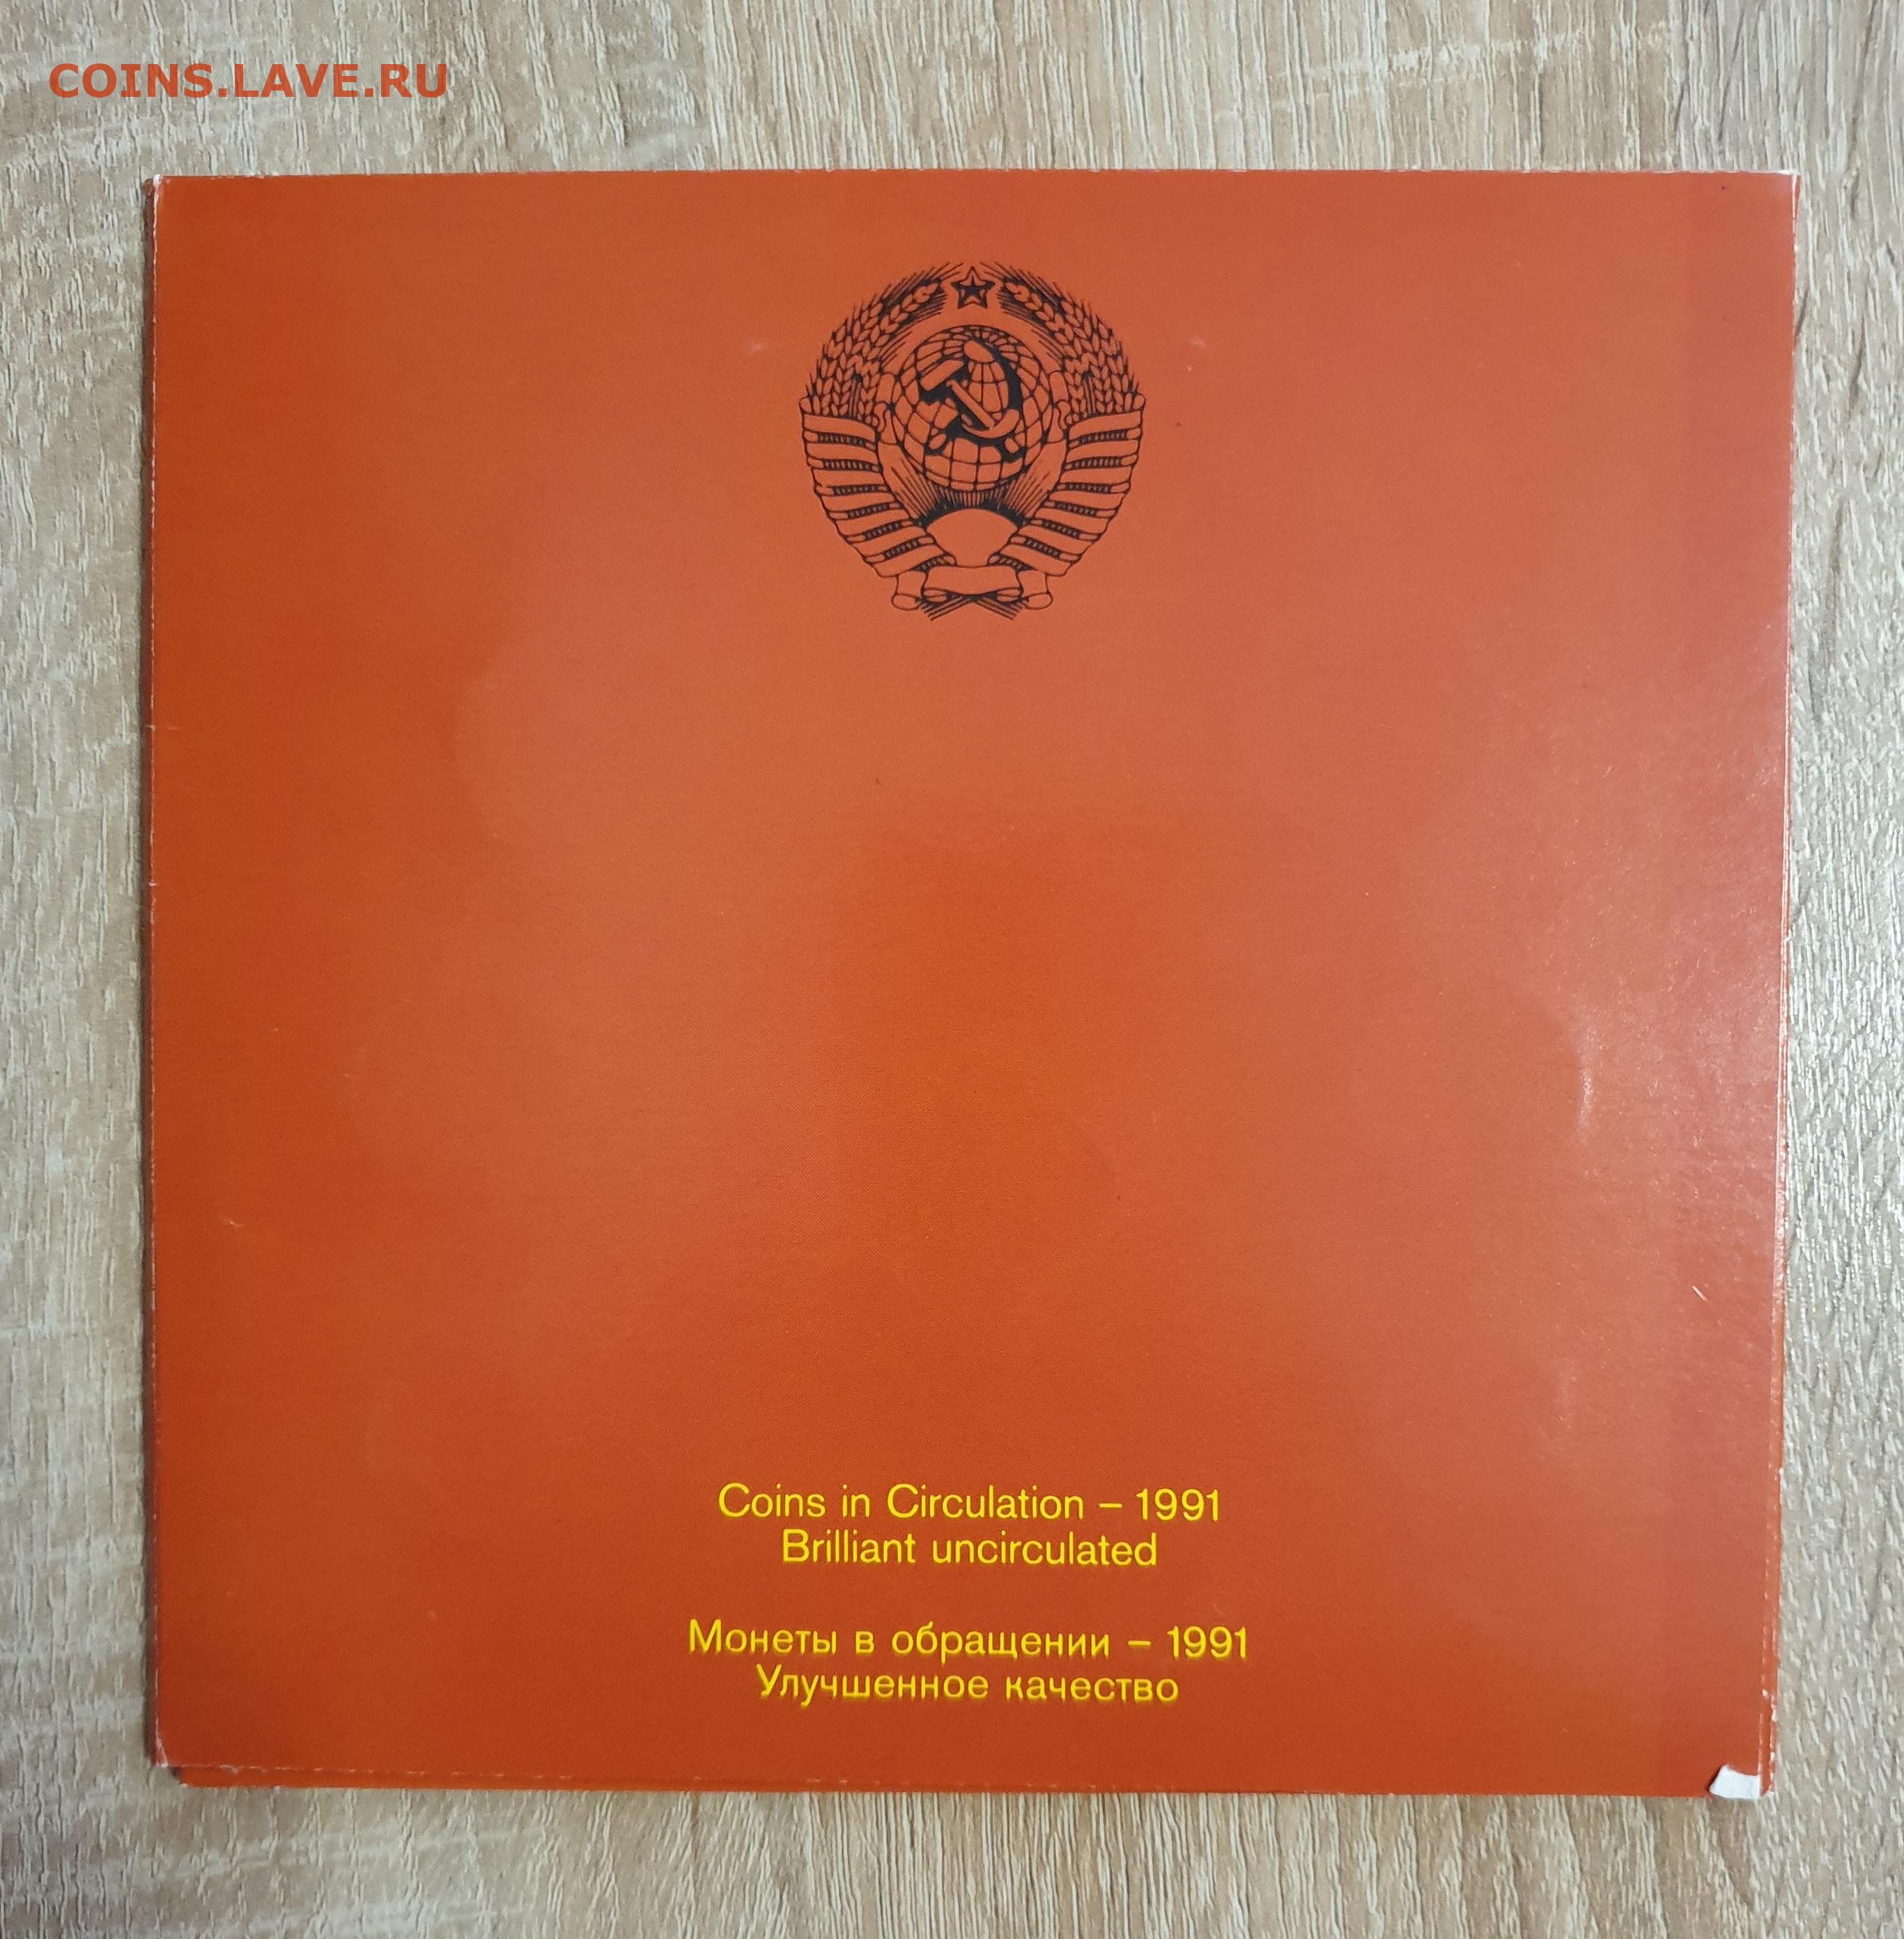 COINS.LAVE.RU
Coins in Circulation – 1991
Brilliant uncirculated
Монеты в обращении – 1991
Улучшенное качество